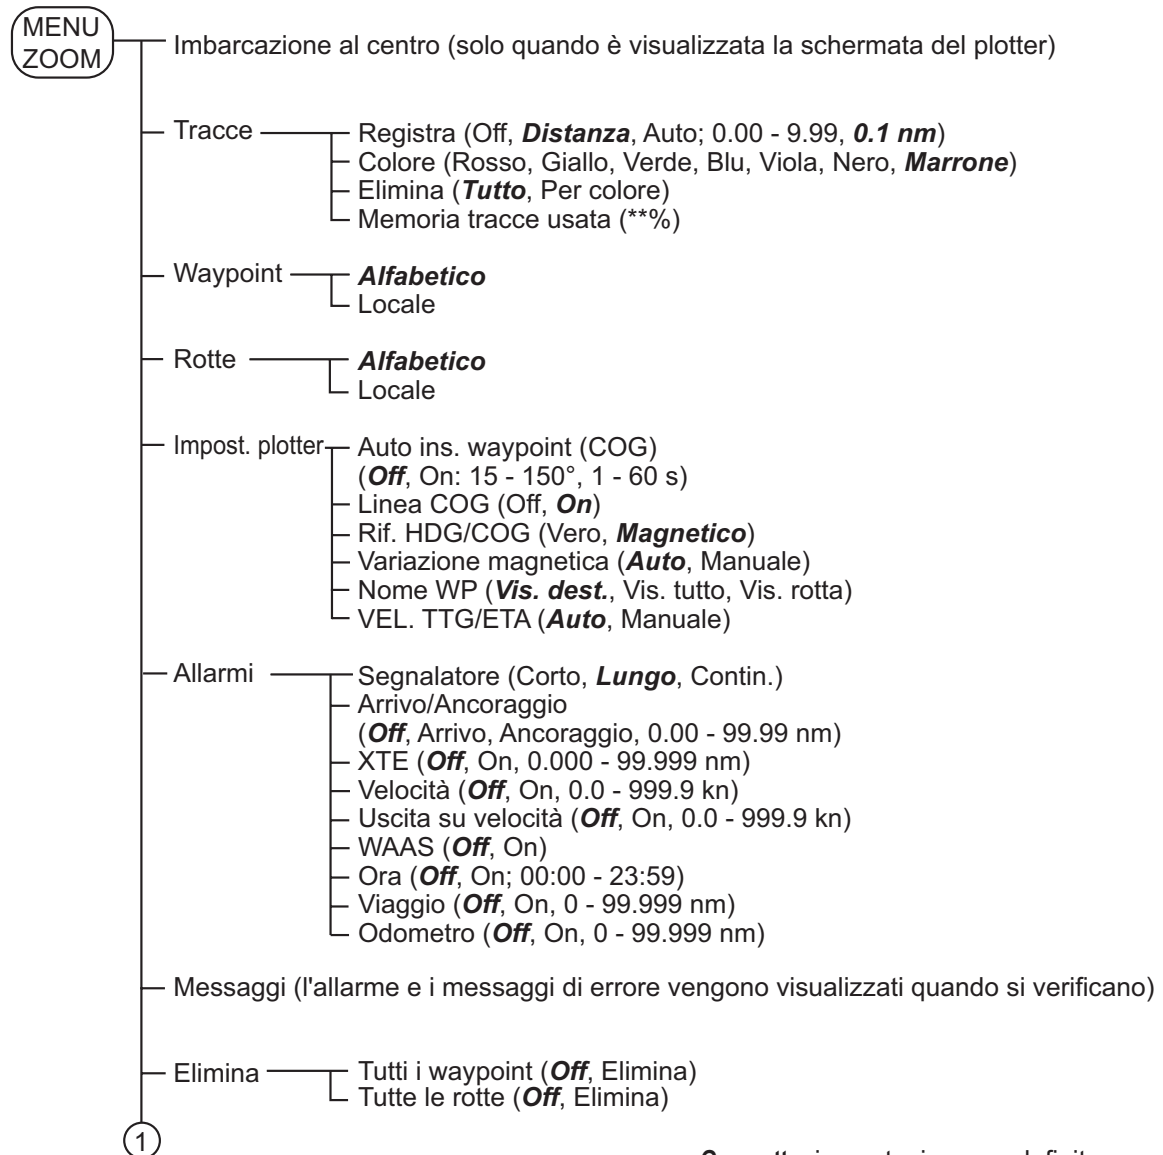 MENU
ZOOM
Imbarcazione al centro (solo quando è visualizzata la schermata del plotter)
Tracce
Registra (Off, Distanza, Auto; 0.00 - 9.99, 0.1 nm)
Colore (Rosso, Giallo, Verde, Blu, Viola, Nero, Marrone)
Elimina (Tutto, Per colore)
Memoria tracce usata (**%)
Waypoint
Alfabetico
Locale
Rotte
Alfabetico
Locale
Impost. plotter
Auto ins. waypoint (COG)
(Off, On: 15 - 150°, 1 - 60 s)
Linea COG (Off, On)
Rif. HDG/COG (Vero, Magnetico)
Variazione magnetica (Auto, Manuale)
Nome WP (Vis. dest., Vis. tutto, Vis. rotta)
VEL. TTG/ETA (Auto, Manuale)
Allarmi
Segnalatore (Corto, Lungo, Contin.)
Arrivo/Ancoraggio
(Off, Arrivo, Ancoraggio, 0.00 - 99.99 nm)
XTE (Off, On, 0.000 - 99.999 nm)
Velocità (Off, On, 0.0 - 999.9 kn)
Uscita su velocità (Off, On, 0.0 - 999.9 kn)
WAAS (Off, On)
Ora (Off, On; 00:00 - 23:59)
Viaggio (Off, On, 0 - 99.999 nm)
Odometro (Off, On, 0 - 99.999 nm)
Messaggi (l'allarme e i messaggi di errore vengono visualizzati quando si verificano)
Elimina
Tutti i waypoint (Off, Elimina)
Tutte le rotte (Off, Elimina)
1